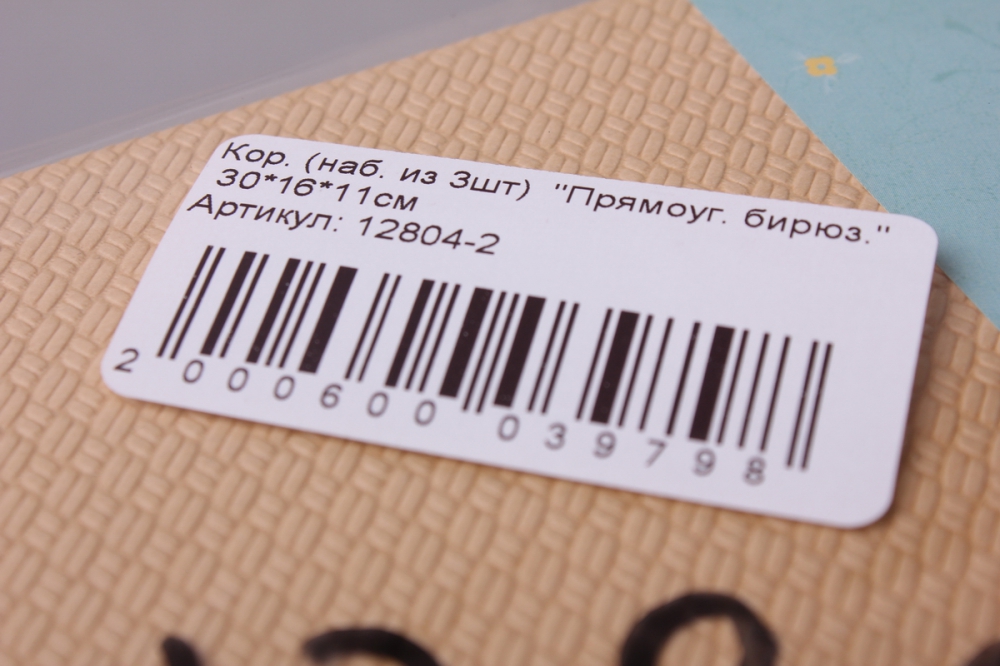 Кор. (наб. из 3шт) "Прямоуг. бирюз."
30*16*11см
Артикул: 12804-2
2 000600 039798